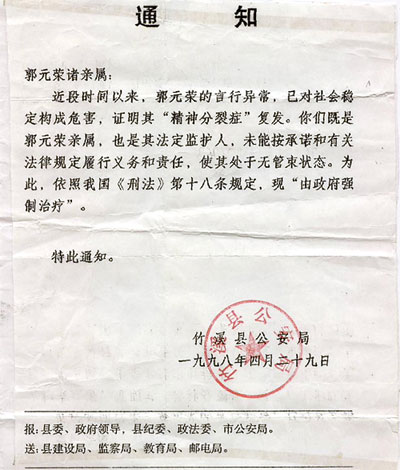 通知
郭元荣诸亲属：
近段时间以来，郭元荣的言行异常，已对社会稳
定构成危害，证明其“精神分裂症”复发。你们既是
郭元荣亲属，也是其法定监护人，未能按承诺和有关
法律规定履行义务和责任，使其处于无管束状态。为
此，依照我国《刑法》第十八条规定，现“由政府强
制治疗”。
特此通知。
竹溪县公安局
一九九八年四月二十九日
竹溪县公安局
报：县委、政府领导，县纪委、政法委、市公安局。
送：县建设局、监察局、教育局、邮电局。